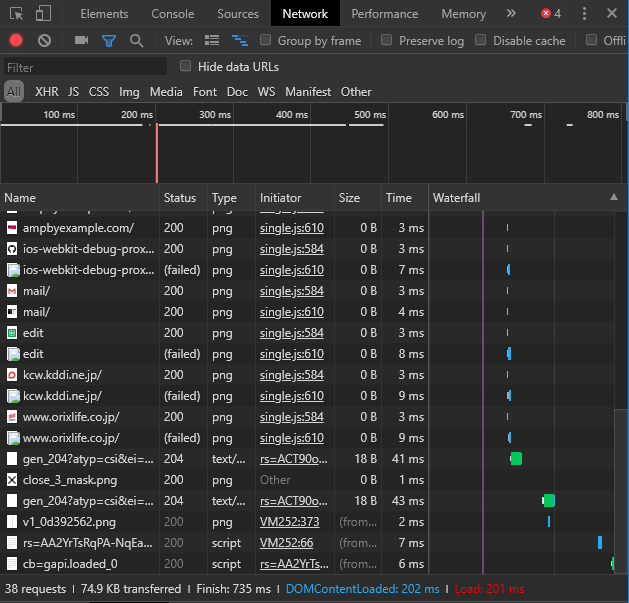 Elements Console Sources Network Performance Memory » 4
View: Group by frame Preserve log Disable cache Offli
Filter Hide data URLs
All XHR JS CSS Img Media Font Doc WS Manifest Other
100 ms 200 ms 300 ms 400 ms 500 ms 600 ms 700 ms 800 ms
Name Status Type Initiator Size Time Waterfall
ampbyexample.com/ 200 png single.js:610 0 B 3 ms
ios-webkit-debug-prox... 200 png single.js:584 0 B 3 ms
ios-webkit-debug-prox... (failed) png single.js:610 0 B 7 ms
mail/ 200 png single.js:584 0 B 3 ms
mail/ 200 png single.js:610 0 B 4 ms
edit 200 png single.js:584 0 B 3 ms
edit (failed) png single.js:610 0 B 8 ms
kcw.kddi.ne.jp/ 200 png single.js:584 0 B 3 ms
kcw.kddi.ne.jp/ (failed) png single.js:610 0 B 9 ms
www.orixlife.co.jp/ 200 png single.js:584 0 B 3 ms
www.orixlife.co.jp/ (failed) png single.js:610 0 B 9 ms
gen_204?atyp=csi&ei=... 204 text/... rs=ACT90o... 18 B 41 ms
close_3_mask.png 200 png Other 0 B 1 ms
gen_204?atyp=csi&ei=... 204 text/... rs=ACT90o... 18 B 43 ms
v1_0d392562.png 200 png VM252:373 (from... 2 ms
rs=AA2YrTsRqPA-NqEa... 200 script VM252:66 (from... 7 ms
cb=gapi.loaded_0 200 script rs=AA2YrTs... (from... 6 ms
38 requests | 74.9 KB transferred | Finish: 735 ms | DOMContentLoaded: 202 ms | Load: 201 ms